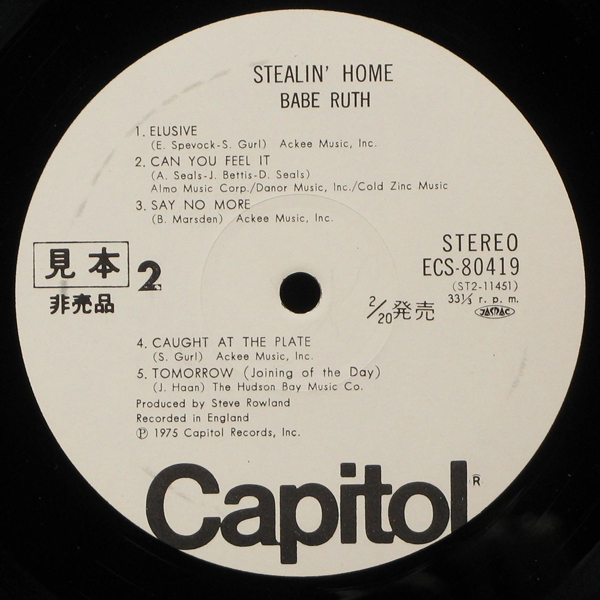 STEALIN' HOME
BABE RUTH
1. ELUSIVE
(E. Spevock-S. Gurl) Ackee Music, Inc.
2. CAN YOU FEEL IT
(A. Seals-J. Bettis-D. Seals)
Almo Music Corp./Danor Music, Inc./Cold Zinc Music
3. SAY NO MORE
(B. Marsden) Ackee Music, Inc.
見本 2
非売品
STEREO
ECS-80419
(ST2-11451)
33⅓ r. p. m.
2/20発売 JASRAC
4. CAUGHT AT THE PLATE
(S. Gurl) Ackee Music, Inc.
5. TOMORROW (Joining of the Day)
(J. Haan) The Hudson Bay Music Co.
Produced by Steve Rowland
Recorded in England
Ⓟ 1975 Capitol Records, Inc.
Capitol®